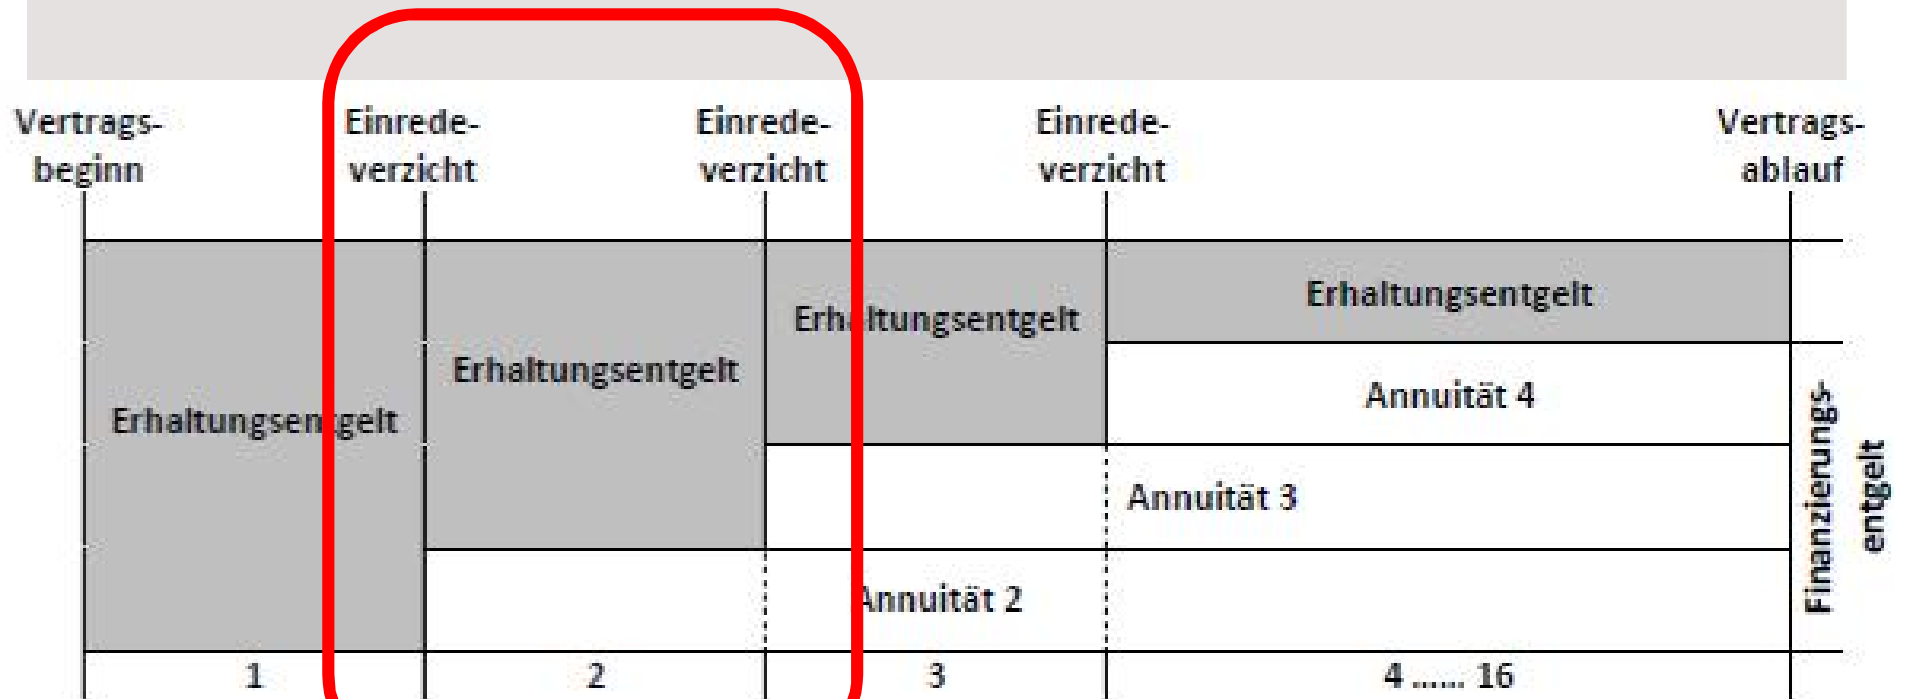 Vertrags-
beginn
Einrede-
verzicht
Einrede-
verzicht
Einrede-
verzicht
Vertrags-
ablauf
Erhaltungsentgelt
Erhaltungsentgelt
Erhaltungsentgelt
Erhaltungsentgelt
Annuität 4
Annuität 3
Annuität 2
Finanzierungs-
entgelt
1
2
3
4 ...... 16